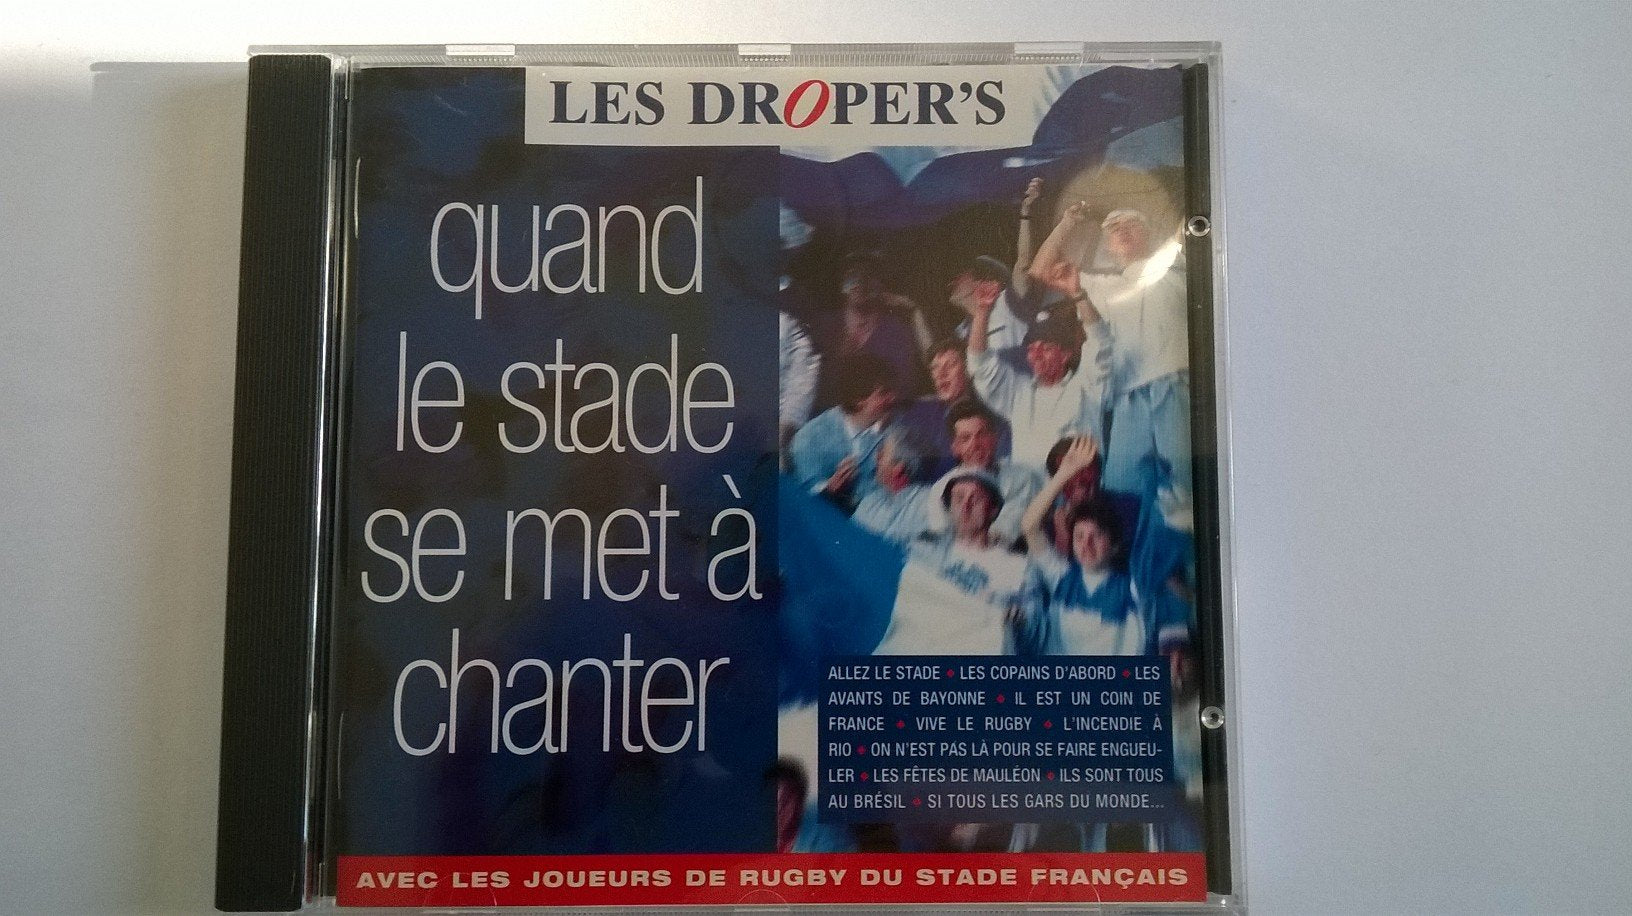 LES DROPER'S
quand
le stade
se met à
chanter
ALLEZ LE STADE ♦ LES COPAINS D'ABORD ♦ LES
AVANTS DE BAYONNE ♦ IL EST UN COIN DE
FRANCE ♦ VIVE LE RUGBY ♦ L'INCENDIE À
RIO ♦ ON N'EST PAS LÀ POUR SE FAIRE ENGUEU-
LER ♦ LES FÊTES DE MAULÉON ♦ ILS SONT TOUS
AU BRÉSIL ♦ SI TOUS LES GARS DU MONDE...
AVEC LES JOUEURS DE RUGBY DU STADE FRANÇAIS